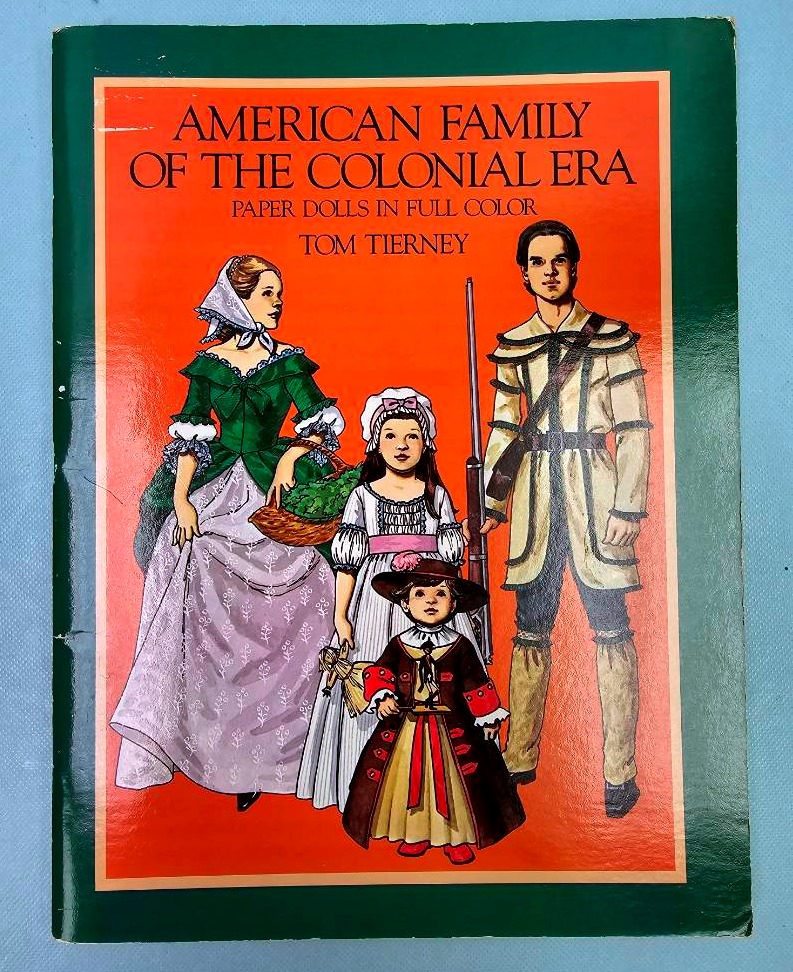 AMERICAN FAMILY
OF THE COLONIAL ERA
PAPER DOLLS IN FULL COLOR
TOM TIERNEY